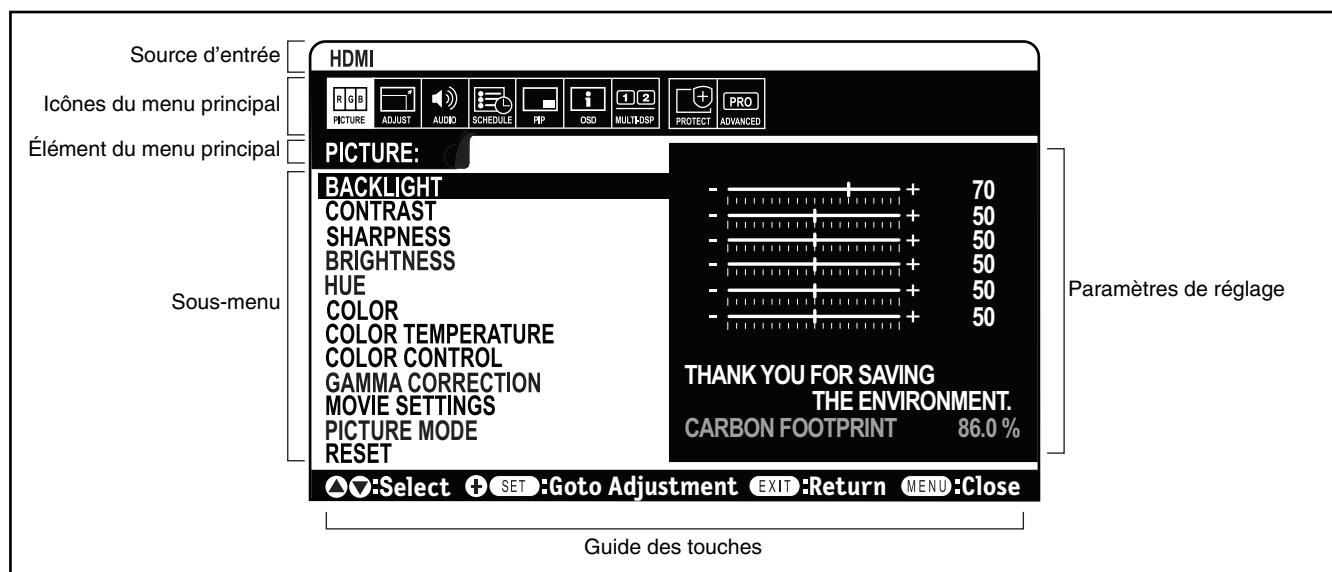 Source d'entrée
HDMI
Icônes du menu principal
R G B
PICTURE
ADJUST
AUDIO
SCHEDULE
PIP
i
OSD
1 2
MULTI-DSP
PROTECT
PRO
ADVANCED
Élément du menu principal
PICTURE:
Sous-menu
BACKLIGHT - + 70
CONTRAST - + 50
SHARPNESS - + 50
BRIGHTNESS - + 50
HUE - + 50
COLOR - + 50
COLOR TEMPERATURE
COLOR CONTROL
GAMMA CORRECTION
MOVIE SETTINGS
PICTURE MODE
RESET
THANK YOU FOR SAVING
THE ENVIRONMENT.
CARBON FOOTPRINT 86.0 %
Paramètres de réglage
:Select + SET :Goto Adjustment EXIT :Return MENU :Close
Guide des touches